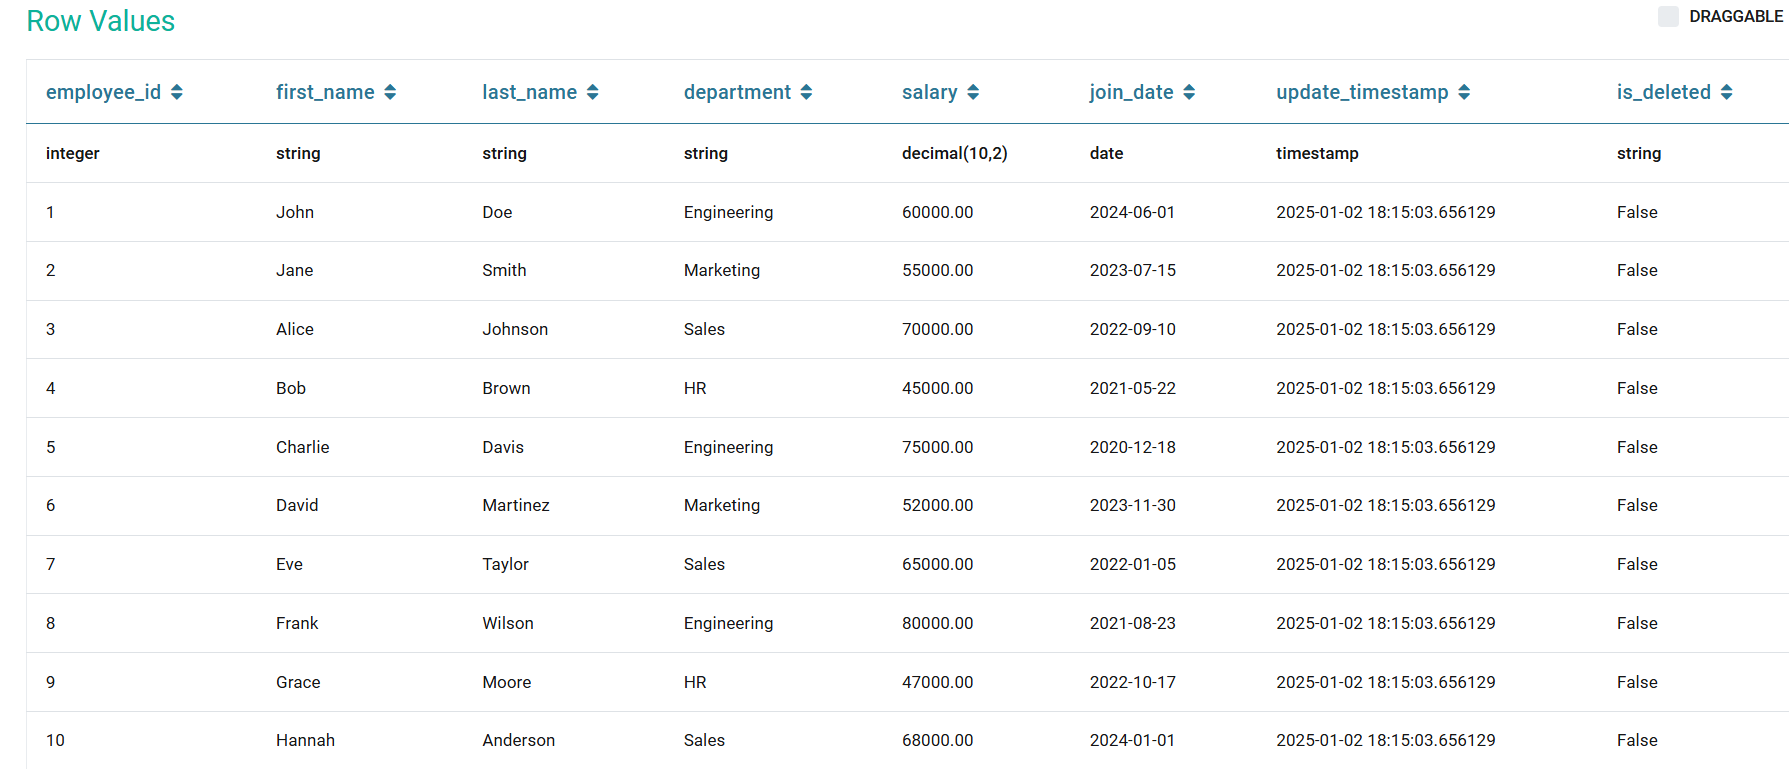 Row Values
DRAGGABLE
employee_id first_name last_name department salary join_date update_timestamp is_deleted
integer string string string decimal(10,2) date timestamp string
1 John Doe Engineering 60000.00 2024-06-01 2025-01-02 18:15:03.656129 False
2 Jane Smith Marketing 55000.00 2023-07-15 2025-01-02 18:15:03.656129 False
3 Alice Johnson Sales 70000.00 2022-09-10 2025-01-02 18:15:03.656129 False
4 Bob Brown HR 45000.00 2021-05-22 2025-01-02 18:15:03.656129 False
5 Charlie Davis Engineering 75000.00 2020-12-18 2025-01-02 18:15:03.656129 False
6 David Martinez Marketing 52000.00 2023-11-30 2025-01-02 18:15:03.656129 False
7 Eve Taylor Sales 65000.00 2022-01-05 2025-01-02 18:15:03.656129 False
8 Frank Wilson Engineering 80000.00 2021-08-23 2025-01-02 18:15:03.656129 False
9 Grace Moore HR 47000.00 2022-10-17 2025-01-02 18:15:03.656129 False
10 Hannah Anderson Sales 68000.00 2024-01-01 2025-01-02 18:15:03.656129 False